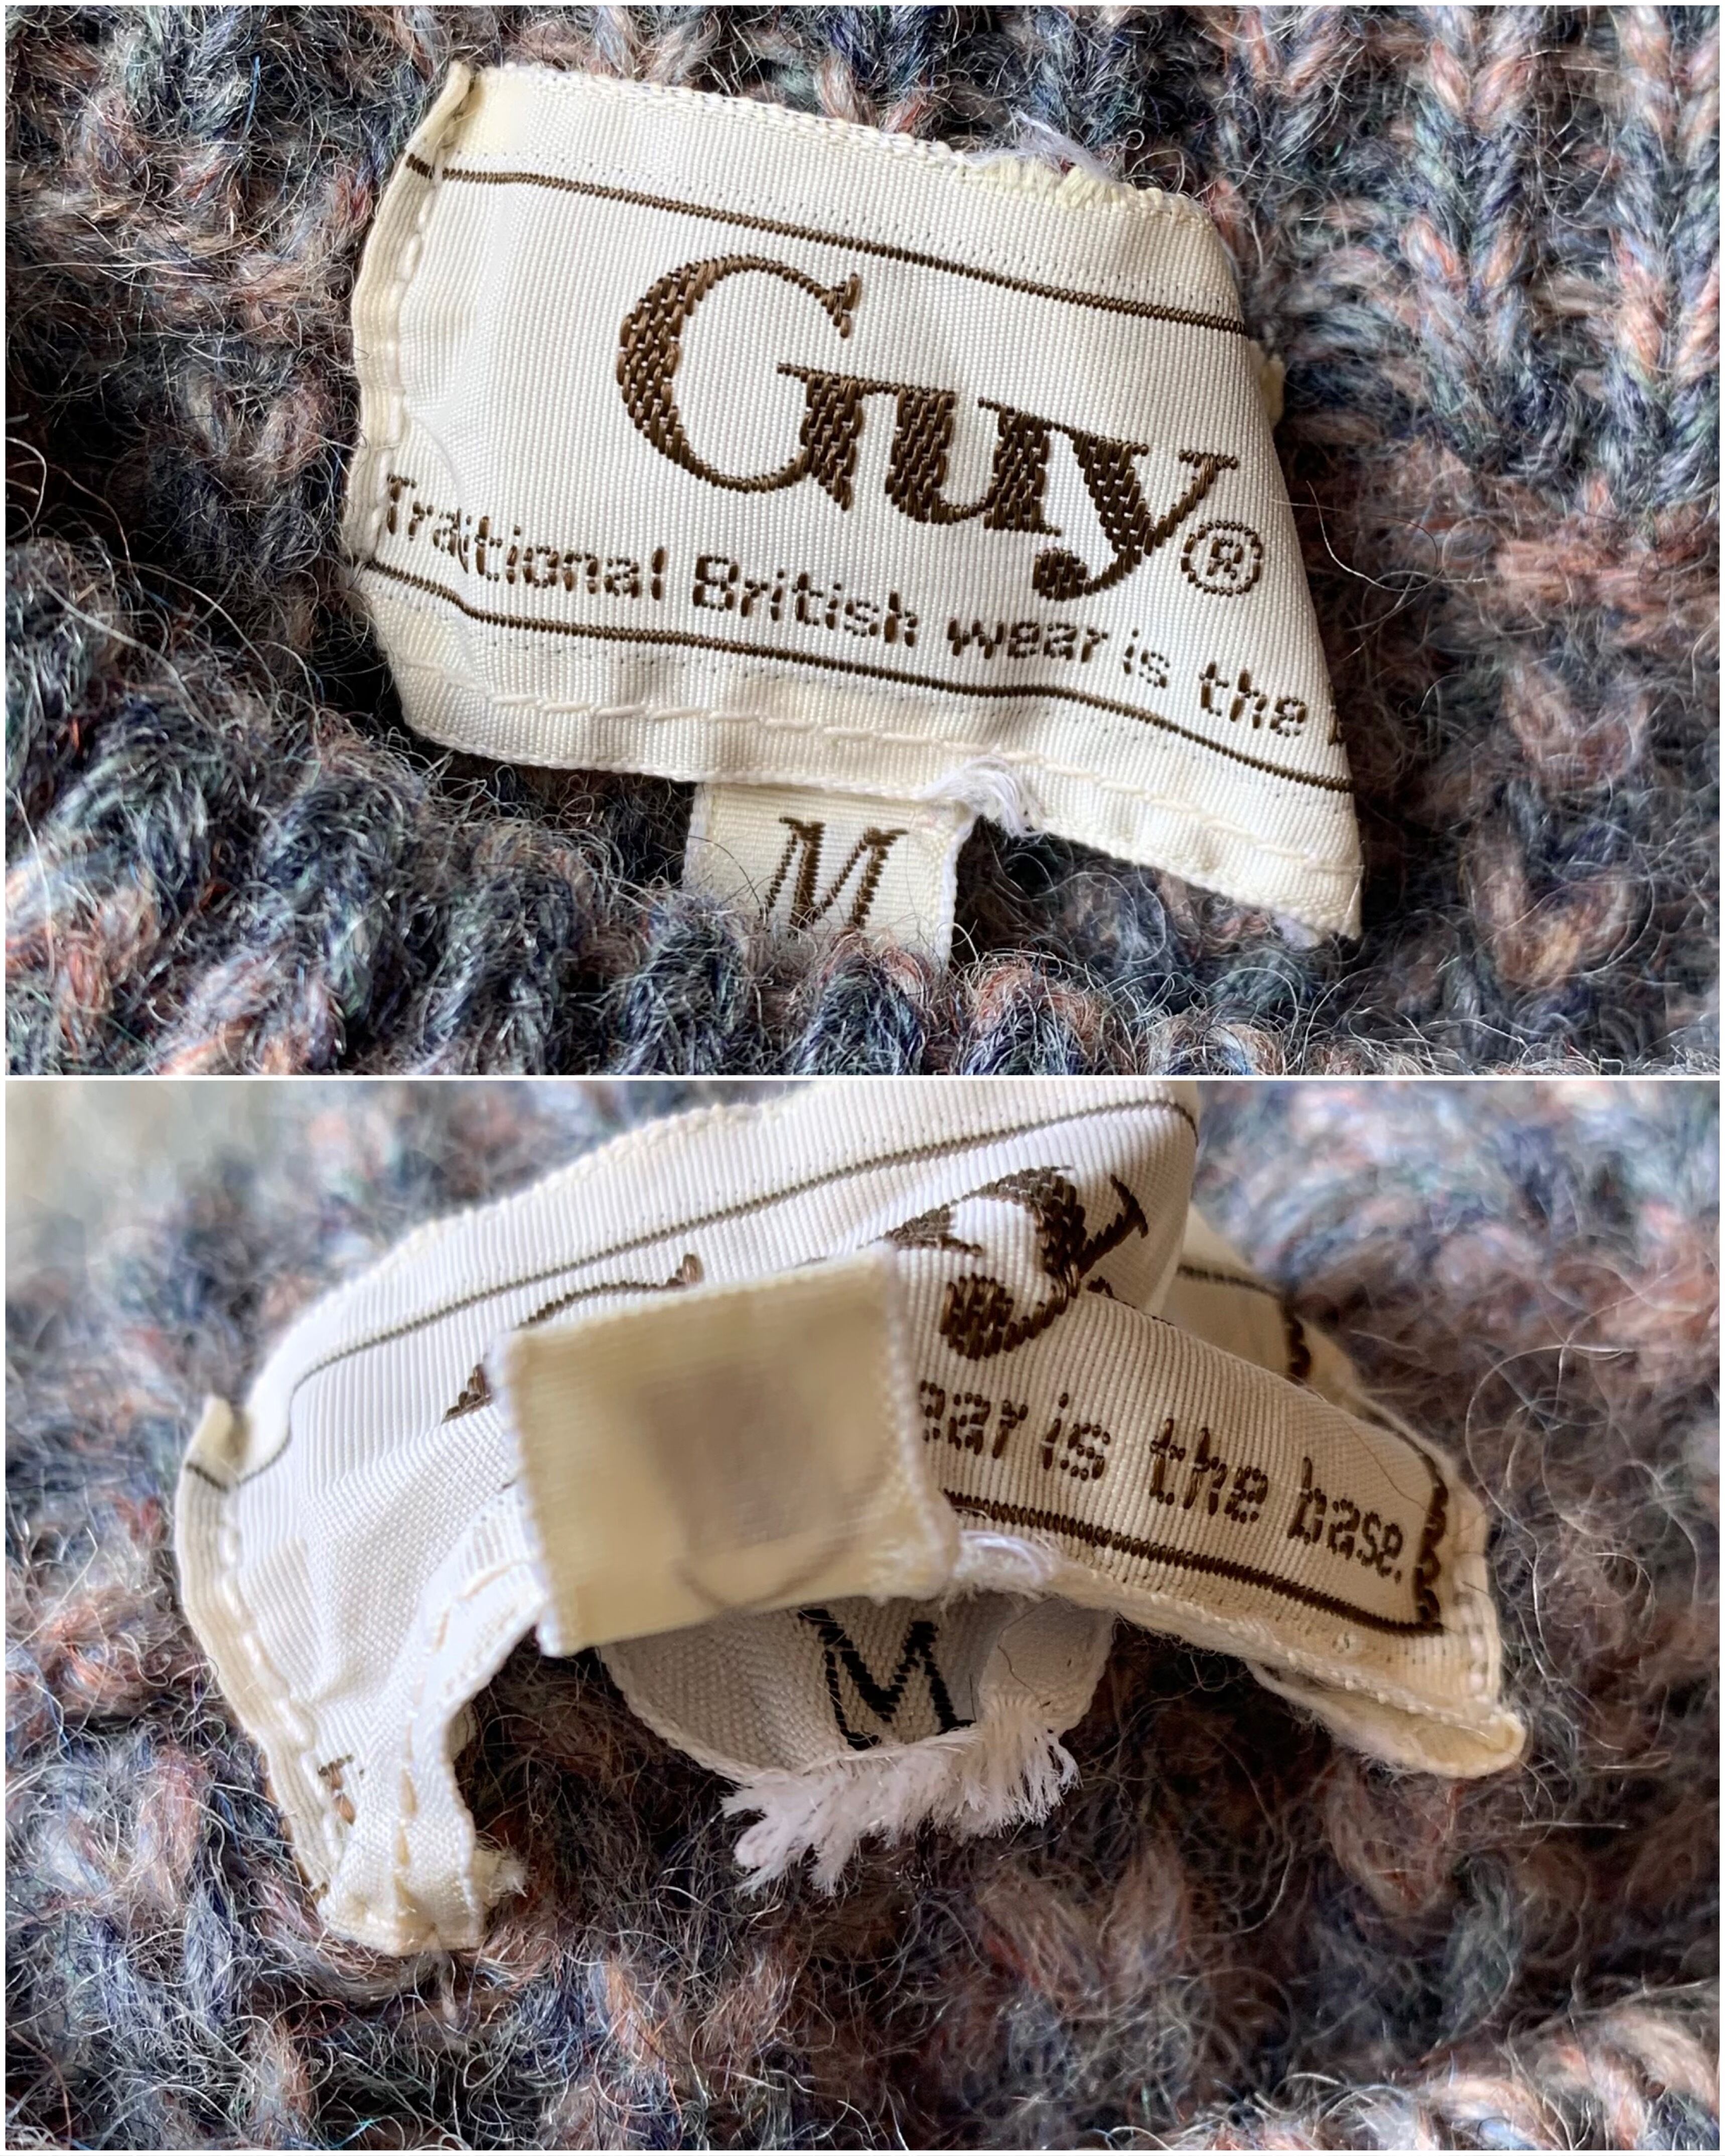 Guy®
Traditional British wear is the
M
y
ear is the base.
M